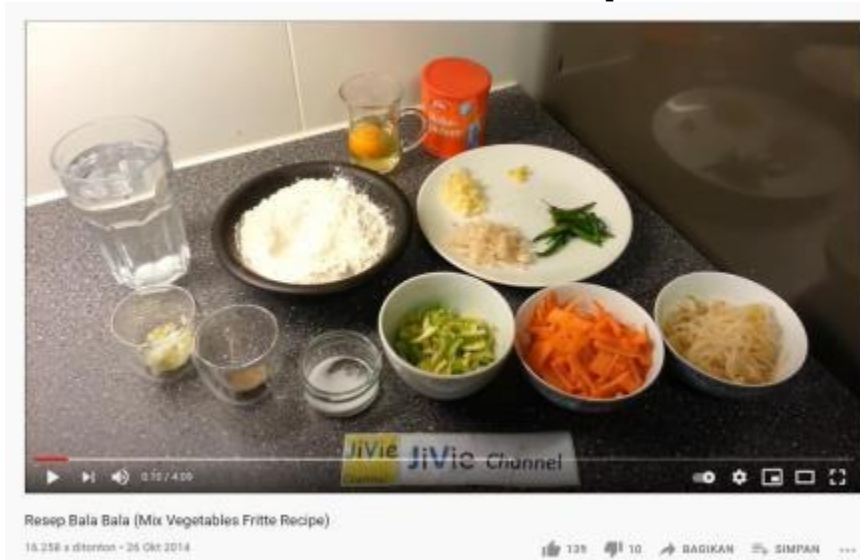 JiVie JiVie Channel
0:10 / 4:09
Resep Bala Bala (Mix Vegetables Fritte Recipe)
16.258 x ditonton • 26 Okt 2014
139 10 BAGIKAN SIMPAN